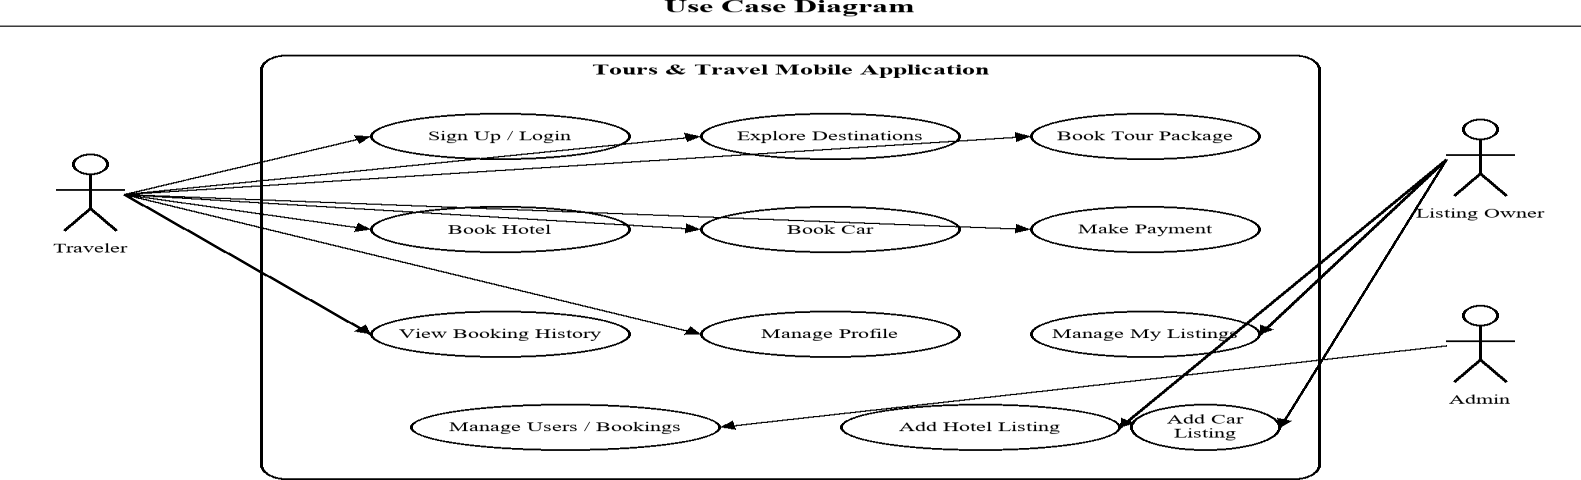 Use Case Diagram
Tours & Travel Mobile Application
Sign Up / Login
Explore Destinations
Book Tour Package
Traveler
Book Hotel
Book Car
Make Payment
Listing Owner
View Booking History
Manage Profile
Manage My Listings
Admin
Manage Users / Bookings
Add Hotel Listing
Add Car
Listing